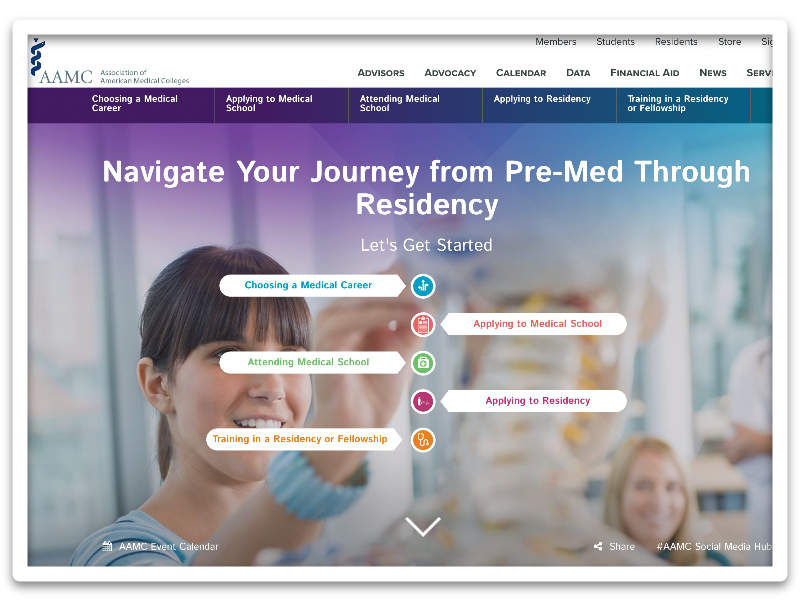 Members Students Residents Store Sig
AAMC
Association of
American Medical Colleges
ADVISORS ADVOCACY CALENDAR DATA FINANCIAL AID NEWS SERVI
Choosing a Medical
Career
Applying to Medical
School
Attending Medical
School
Applying to Residency
Training in a Residency
or Fellowship
Navigate Your Journey from Pre-Med Through
Residency
Let's Get Started
Choosing a Medical Career
Applying to Medical School
Attending Medical School
Applying to Residency
Training in a Residency or Fellowship
AAMC Event Calendar
Share
#AAMC Social Media Hub